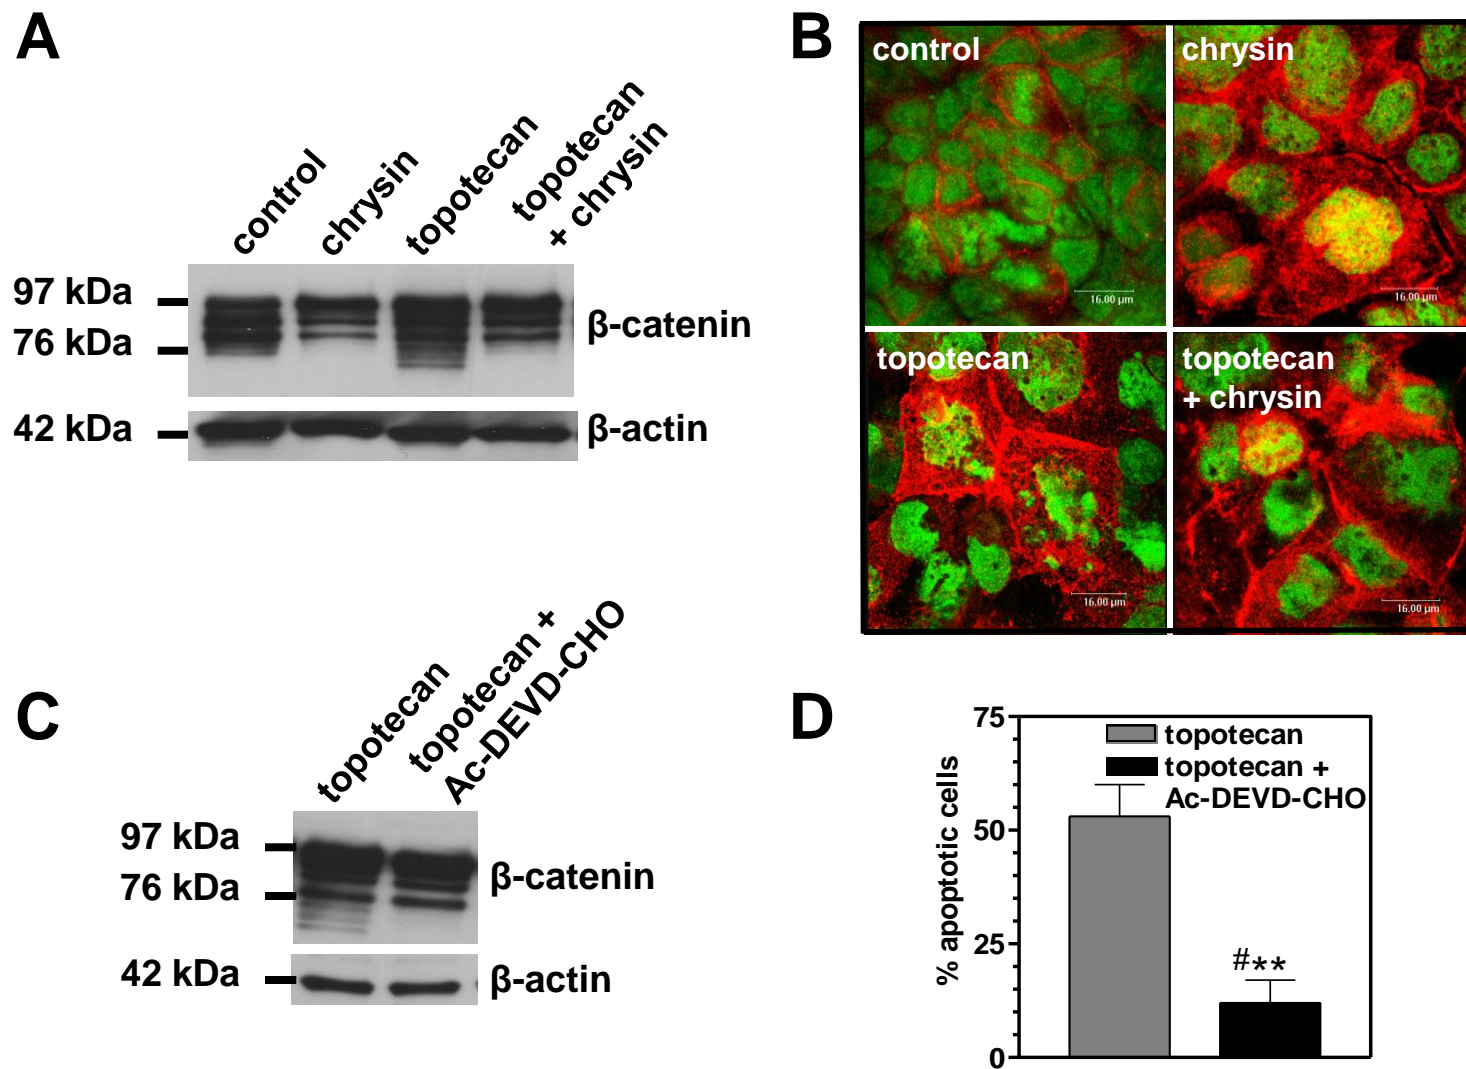 A
control
chrysin
topotecan
topotecan
+ chrysin
97 kDa
76 kDa
β-catenin
42 kDa
β-actin
B
control
16.00 µm
chrysin
16.00 µm
topotecan
16.00 µm
topotecan
+ chrysin
16.00 µm
C
topotecan
topotecan +
Ac-DEVD-CHO
97 kDa
76 kDa
β-catenin
42 kDa
β-actin
D
% apoptotic cells
75
50
25
0
topotecan
topotecan +
Ac-DEVD-CHO
#**